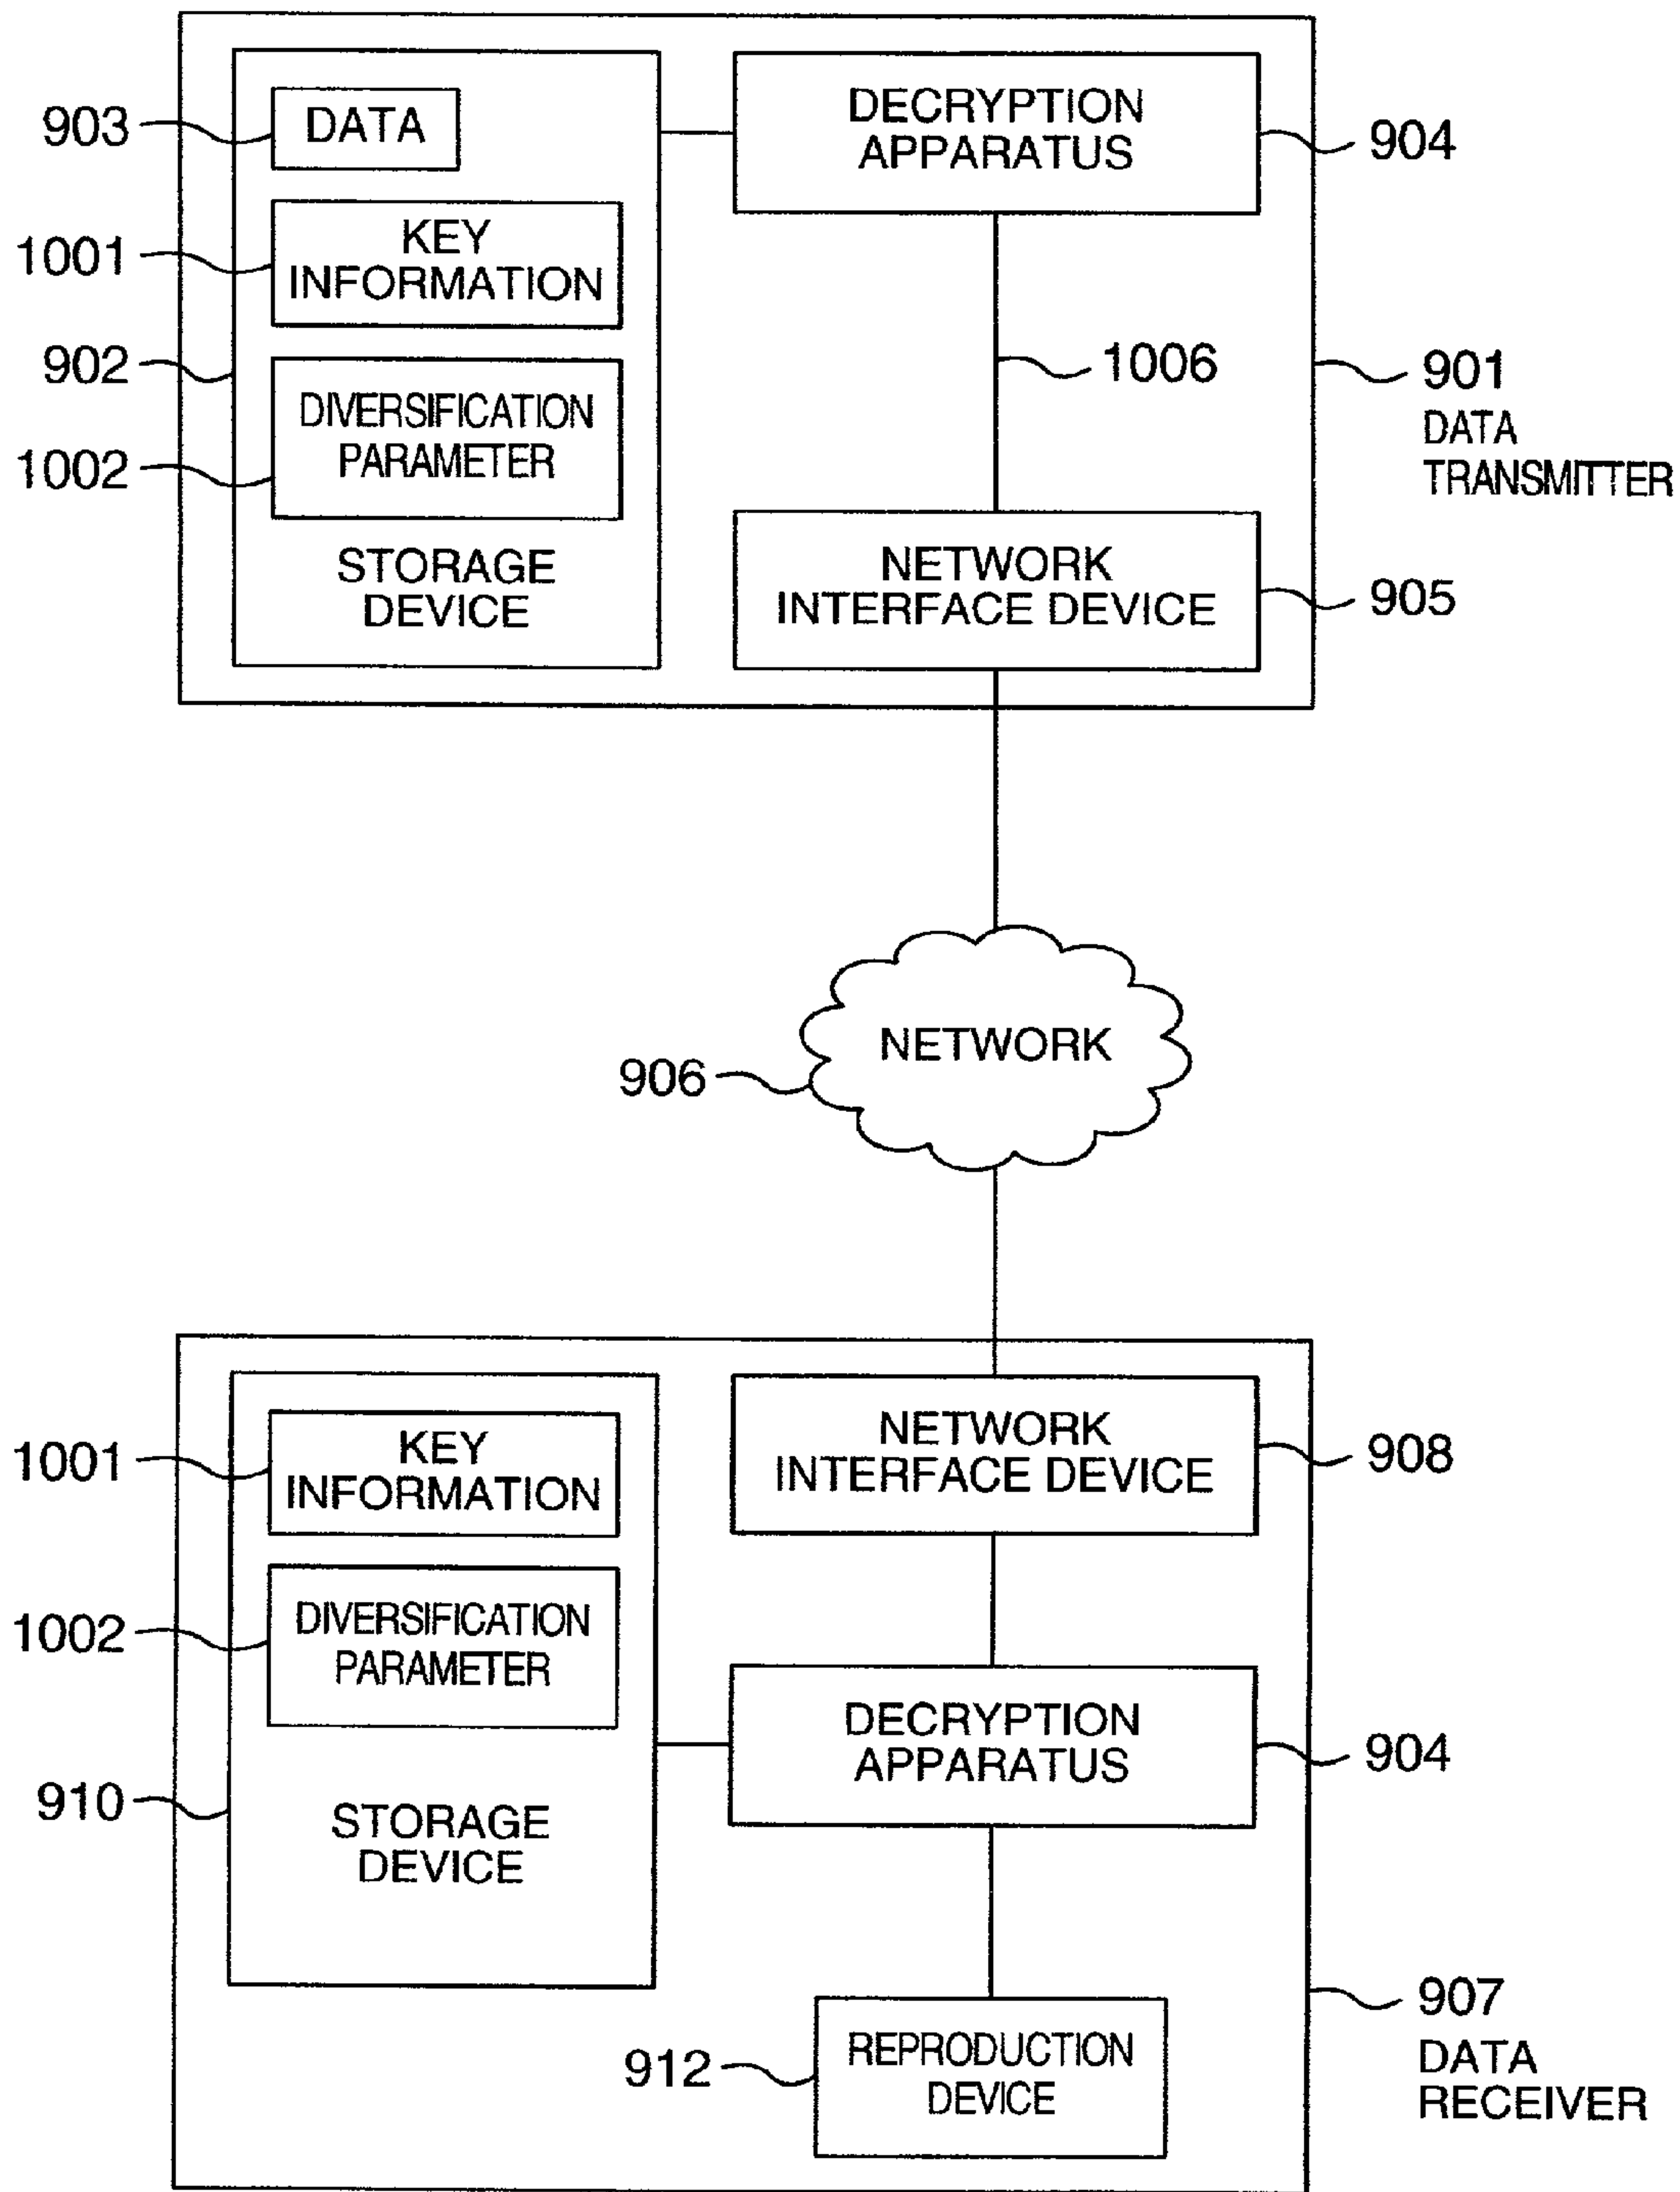 903
DATA
DECRYPTION
APPARATUS
904
1001
KEY
INFORMATION
902
1006
901
DATA
TRANSMITTER
DIVERSIFICATION
PARAMETER
1002
STORAGE
DEVICE
NETWORK
INTERFACE DEVICE
905
NETWORK
906
1001
KEY
INFORMATION
NETWORK
INTERFACE DEVICE
908
1002
DIVERSIFICATION
PARAMETER
DECRYPTION
APPARATUS
904
910
STORAGE
DEVICE
907
DATA
RECEIVER
912
REPRODUCTION
DEVICE